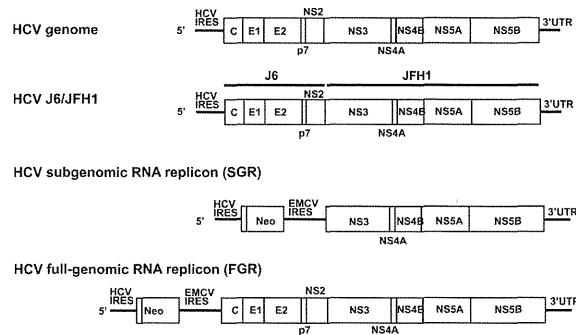 HCV genome
5' HCV IRES C E1 E2 p7 NS2 NS3 NS4A NS4B NS5A NS5B 3'UTR
J6 JFH1
HCV J6/JFH1
5' HCV IRES C E1 E2 p7 NS2 NS3 NS4A NS4B NS5A NS5B 3'UTR
HCV subgenomic RNA replicon (SGR)
5' HCV IRES Neo EMCV IRES NS3 NS4A NS4B NS5A NS5B 3'UTR
HCV full-genomic RNA replicon (FGR)
5' HCV IRES Neo EMCV IRES C E1 E2 p7 NS2 NS3 NS4A NS4B NS5A NS5B 3'UTR